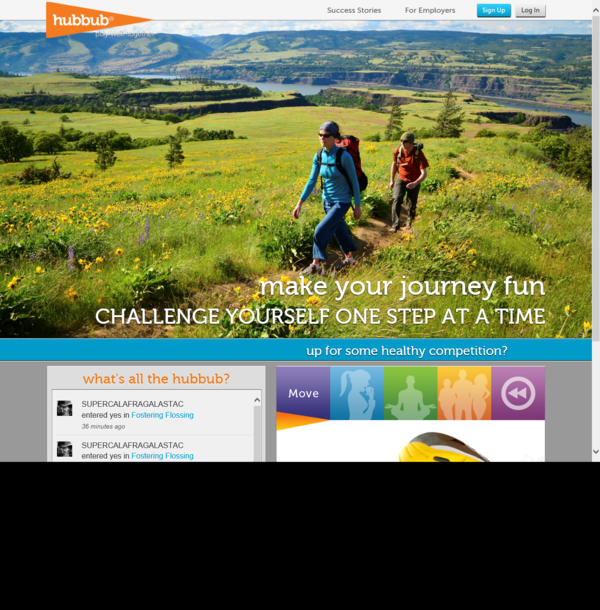 hubbub®
Success Stories
For Employers
Sign Up
Log In
make your journey fun
CHALLENGE YOURSELF ONE STEP AT A TIME
up for some healthy competition?
what's all the hubbub?
SUPERCALAFRAGALASTAC
entered yes in Fostering Flossing
36 minutes ago
SUPERCALAFRAGALASTAC
entered yes in Fostering Flossing
Move